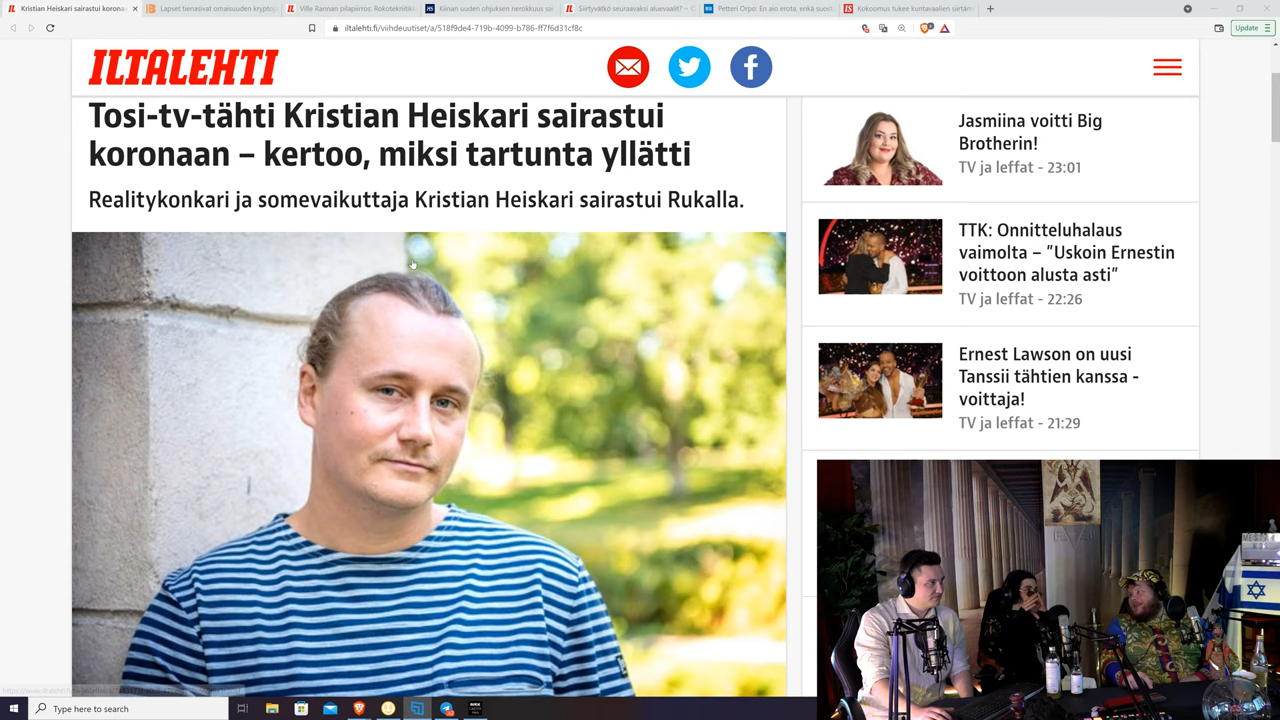 Kristian Heiskari sairastui korona
Lapset tienasivat omaisuuden kryptop
Ville Rannan pilapiirros: Rokotekriitikk
Kiinan uuden ohjuksen nerokkuus sai
Siirtyvätkö seuraavaksi aluevaalit? –
Petteri Orpo: En aio erota, enkä suost
Kokoomus tukee kuntavaalien siirtäm
iltalehti.fi/viihdeuutiset/a/518f9de4-719b-4099-b786-ff7f6d31cf8c
Update
ILTALEHTI
Tosi-tv-tähti Kristian Heiskari sairastui
koronaan – kertoo, miksi tartunta yllätti
Realitykonkari ja somevaikuttaja Kristian Heiskari sairastui Rukalla.
Jasmiina voitti Big
Brotherin!
TV ja leffat - 23:01
TTK: Onnitteluhalaus
vaimolta – ”Uskoin Ernestin
voittoon alusta asti”
TV ja leffat - 22:26
Ernest Lawson on uusi
Tanssii tähtien kanssa -
voittaja!
TV ja leffat - 21:29
Type here to search